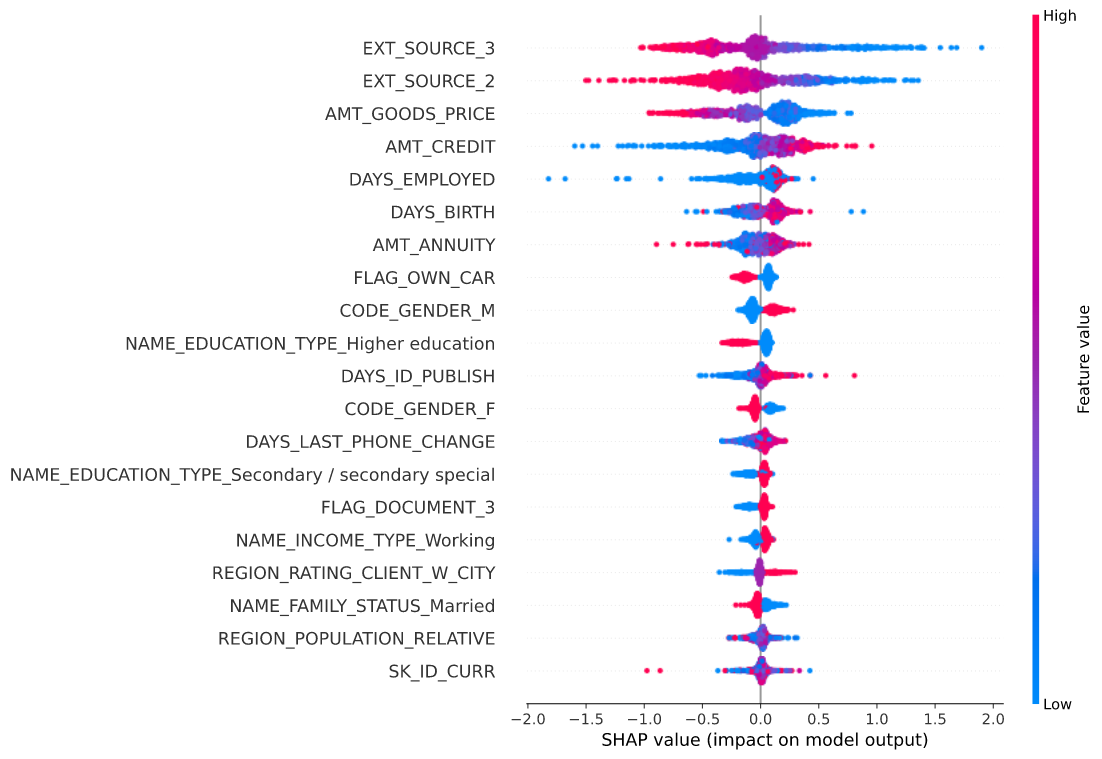 High
EXT_SOURCE_3
EXT_SOURCE_2
AMT_GOODS_PRICE
AMT_CREDIT
DAYS_EMPLOYED
DAYS_BIRTH
AMT_ANNUITY
FLAG_OWN_CAR
CODE_GENDER_M
NAME_EDUCATION_TYPE_Higher education
DAYS_ID_PUBLISH
CODE_GENDER_F
DAYS_LAST_PHONE_CHANGE
NAME_EDUCATION_TYPE_Secondary / secondary special
FLAG_DOCUMENT_3
NAME_INCOME_TYPE_Working
REGION_RATING_CLIENT_W_CITY
NAME_FAMILY_STATUS_Married
REGION_POPULATION_RELATIVE
SK_ID_CURR
Feature value
Low
−2.0 −1.5 −1.0 −0.5 0.0 0.5 1.0 1.5 2.0
SHAP value (impact on model output)